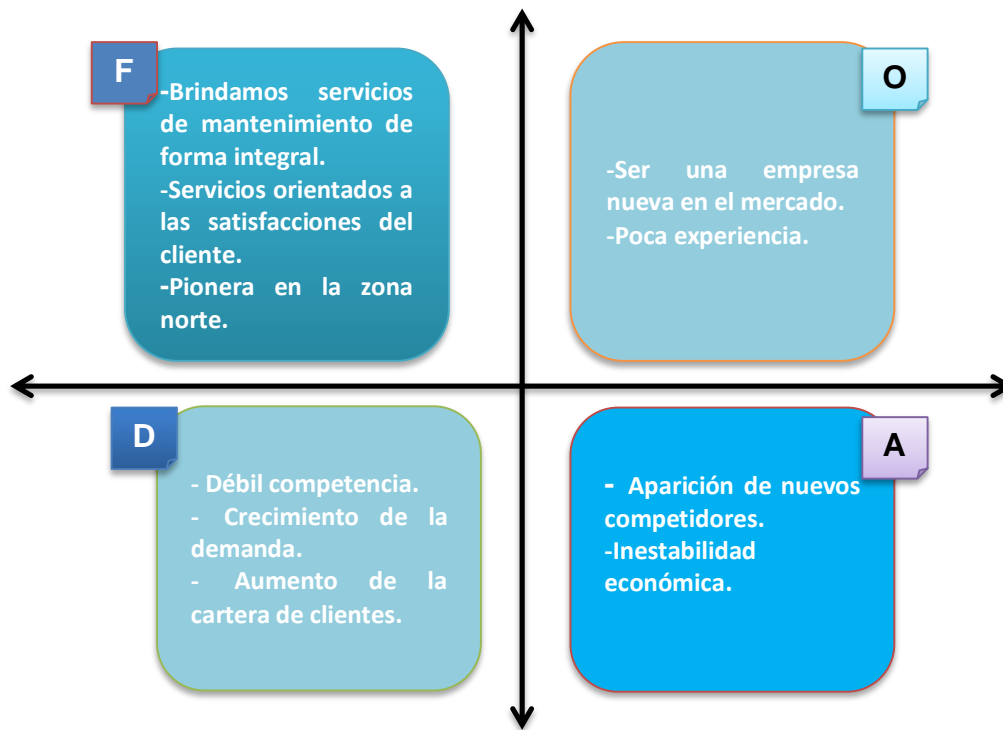 F
-Brindamos servicios
de mantenimiento de
forma integral.
-Servicios orientados a
las satisfacciones del
cliente.
-Pionera en la zona
norte.
O
-Ser una empresa
nueva en el mercado.
-Poca experiencia.
D
- Débil competencia.
- Crecimiento de la
demanda.
- Aumento de la
cartera de clientes.
A
- Aparición de nuevos
competidores.
-Inestabilidad
económica.